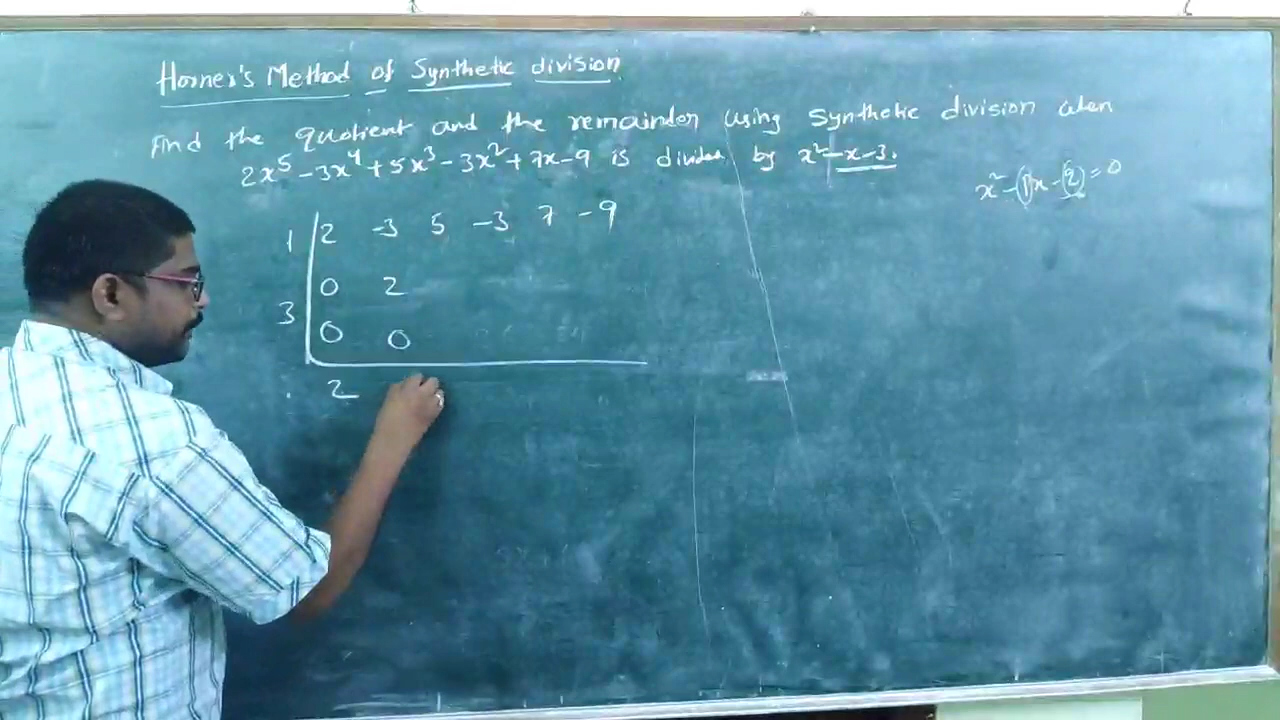 Horner's Method of Synthetic division
Find the quotient and the remainder using synthetic division when
2x⁵ - 3x⁴ + 5x³ - 3x² + 7x - 9 is divided by x² - x - 3.
x² - (1)x - (2) = 0
1 | 2 -3 5 -3 7 -9
0 2
3
0 0
2